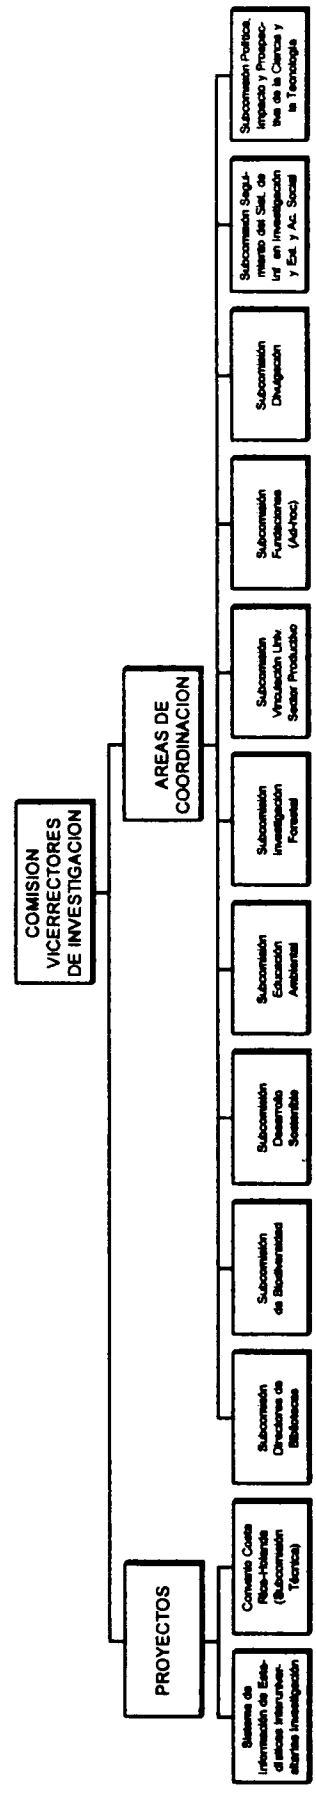 COMISION
VICERRECTORES
DE INVESTIGACION
PROYECTOS
AREAS DE
COORDINACION
Sistema de
Información de Esta-
dísticas Interuniver-
sitarias Investigación
Convenio Costa
Rica-Holanda
(Subcomisión
Técnica)
Subcomisión
Directores de
Bibliotecas
Subcomisión
de Biodiversidad
Subcomisión
Desarrollo
Sostenible
Subcomisión
Educación
Ambiental
Subcomisión
Investigación
Forestal
Subcomisión
Vinculación Univ.
Sector Productivo
Subcomisión
Fundaciones
(Ad-hoc)
Subcomisión
Divulgación
Subcomisión Segui-
miento del Sist. de
Inf. en Investigación
y Est. y Ac. Social
Subcomisión Política,
Impacto y Prospec-
tiva de la Ciencia y
la Tecnología